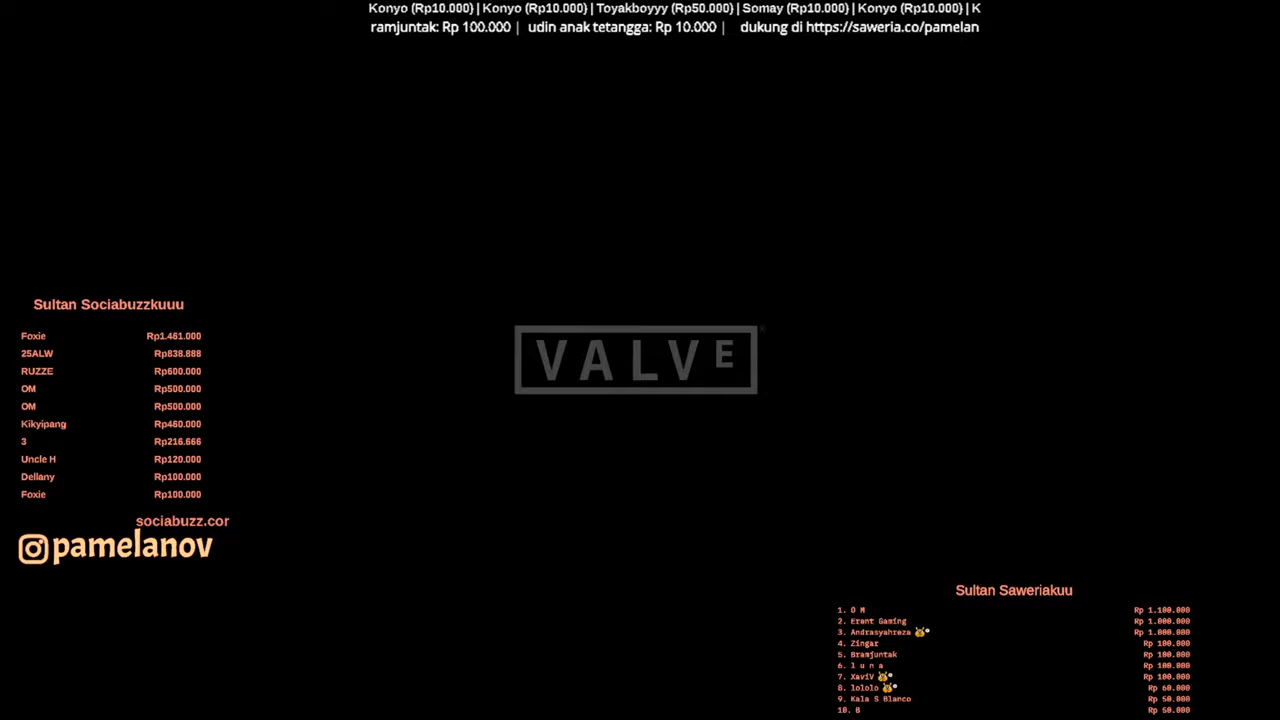 Konyo (Rp10.000) | Konyo (Rp10.000) | Toyakboyyy (Rp50.000) | Somay (Rp10.000) | Konyo (Rp10.000) | K
ramjuntak: Rp 100.000 | udin anak tetangga: Rp 10.000 | dukung di https://saweria.co/pamelan
Sultan Sociabuzzkuuu
Foxie Rp1.461.000
25ALW Rp838.888
RUZZE Rp600.000
OM Rp500.000
OM Rp500.000
Kikyipang Rp460.000
3 Rp216.666
Uncle H Rp120.000
Dellany Rp100.000
Foxie Rp100.000
sociabuzz.cor
pamelanov
VALVE
Sultan Saweriakuu
1. O M Rp 1.100.000
2. Erent Gaming Rp 1.000.000
3. Andrasyahreza Rp 1.000.000
4. Zingar Rp 100.000
5. Bramjuntak Rp 100.000
6. l u n a Rp 100.000
7. XaviV Rp 100.000
8. lololo Rp 60.000
9. Kala S Blanco Rp 50.000
10. B Rp 50.000